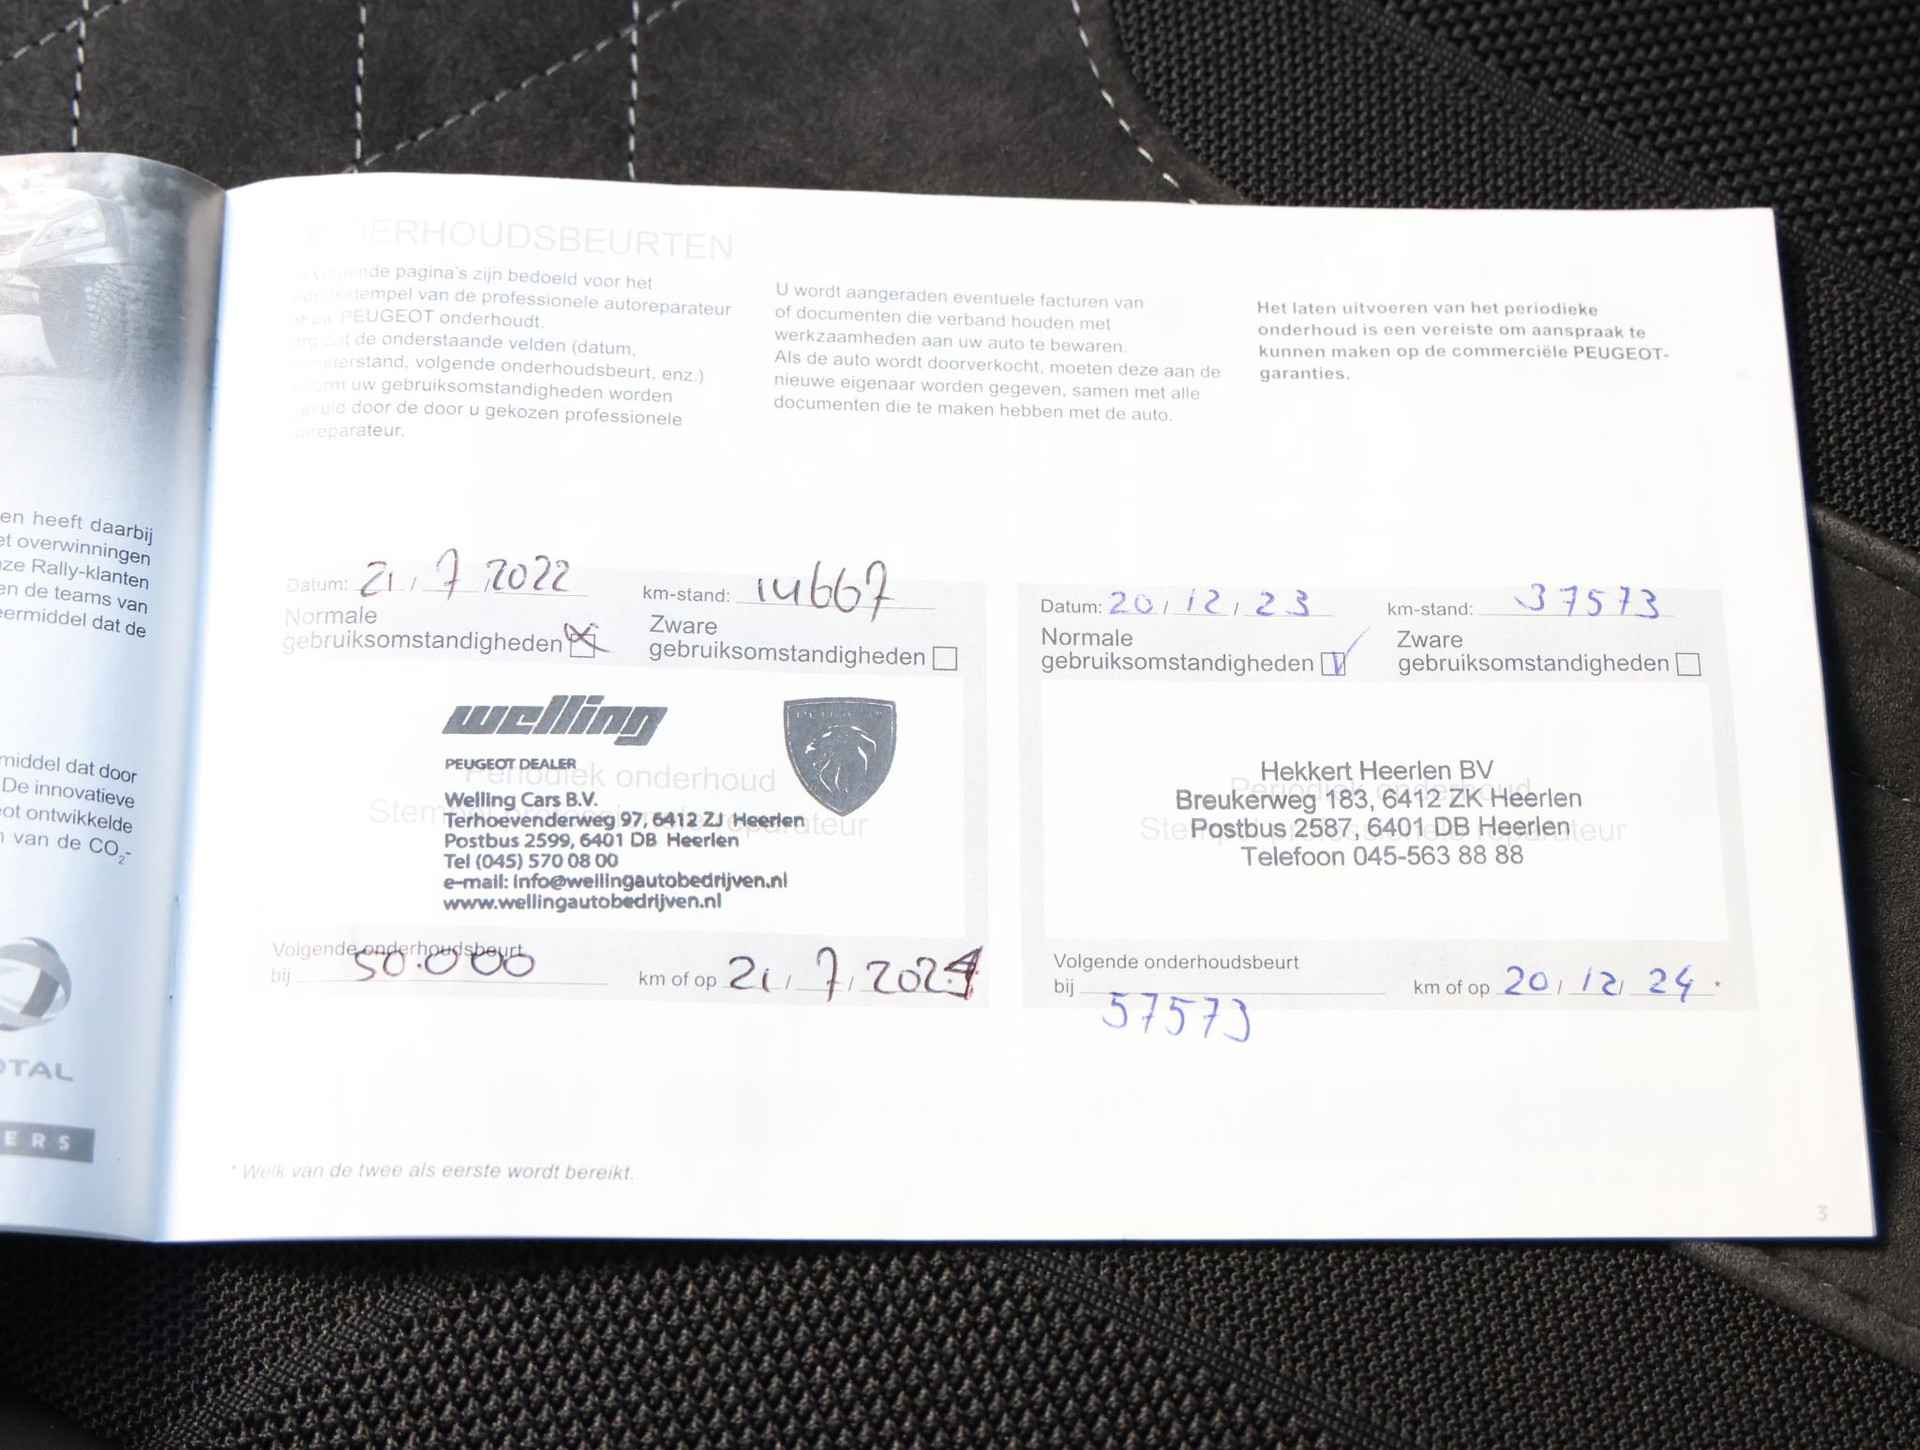 en heeft daarbij
overwinningen
Rally-klanten
de teams van
dat de
middel dat door
De innovatieve
ontwikkelde
van de CO2-
TAL
ERS
ERHOUDSBEURTEN
pagina's zijn bedoeld voor het
van de professionele autoreparateur
PEUGEOT onderhoudt.
de onderstaande velden (datum,
volgende onderhoudsbeurt, enz.)
uw gebruiksomstandigheden worden
door de door u gekozen professionele
reparateur.
U wordt aangeraden eventuele facturen van
of documenten die verband houden met
werkzaamheden aan uw auto te bewaren.
Als de auto wordt doorverkocht, moeten deze aan de
nieuwe eigenaar worden gegeven, samen met alle
documenten die te maken hebben met de auto.
Het laten uitvoeren van het periodieke
onderhoud is een vereiste om aanspraak te
kunnen maken op de commerciële PEUGEOT-
garanties.
Datum: 21 / 7 / 2022 km-stand: 14667
Normale
gebruiksomstandigheden
Zware
gebruiksomstandigheden
welling
PEUGEOT
PEUGEOT DEALER
Periodiek onderhoud
Welling Cars B.V.
Terhoevenderweg 97, 6412 ZJ Heerlen
Postbus 2599, 6401 DB Heerlen
Tel (045) 570 08 00
e-mail: info@wellingautobedrijven.nl
www.wellingautobedrijven.nl
Volgende onderhoudsbeurt
bij 50.000 km of op 21 / 7 / 2024
Datum: 20 / 12 / 23 km-stand: 37573
Normale
gebruiksomstandigheden
Zware
gebruiksomstandigheden
Hekkert Heerlen BV
Periodiek onderhoud
Breukerweg 183, 6412 ZK Heerlen
Postbus 2587, 6401 DB Heerlen
Telefoon 045-563 88 88
Volgende onderhoudsbeurt
bij km of op 20 / 12 / 24 *
57573
* Welk van de twee als eerste wordt bereikt.
3